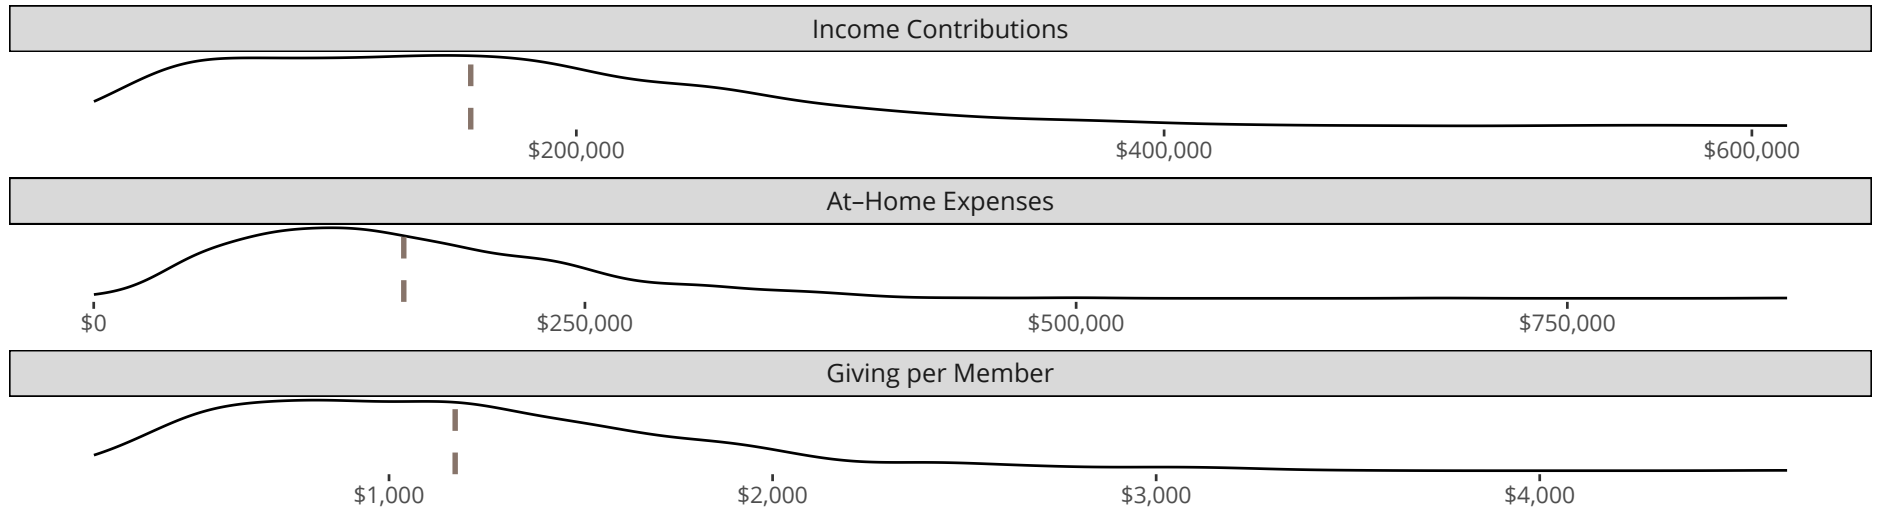 Income Contributions
$200,000 $400,000 $600,000
At–Home Expenses
$0 $250,000 $500,000 $750,000
Giving per Member
$1,000 $2,000 $3,000 $4,000